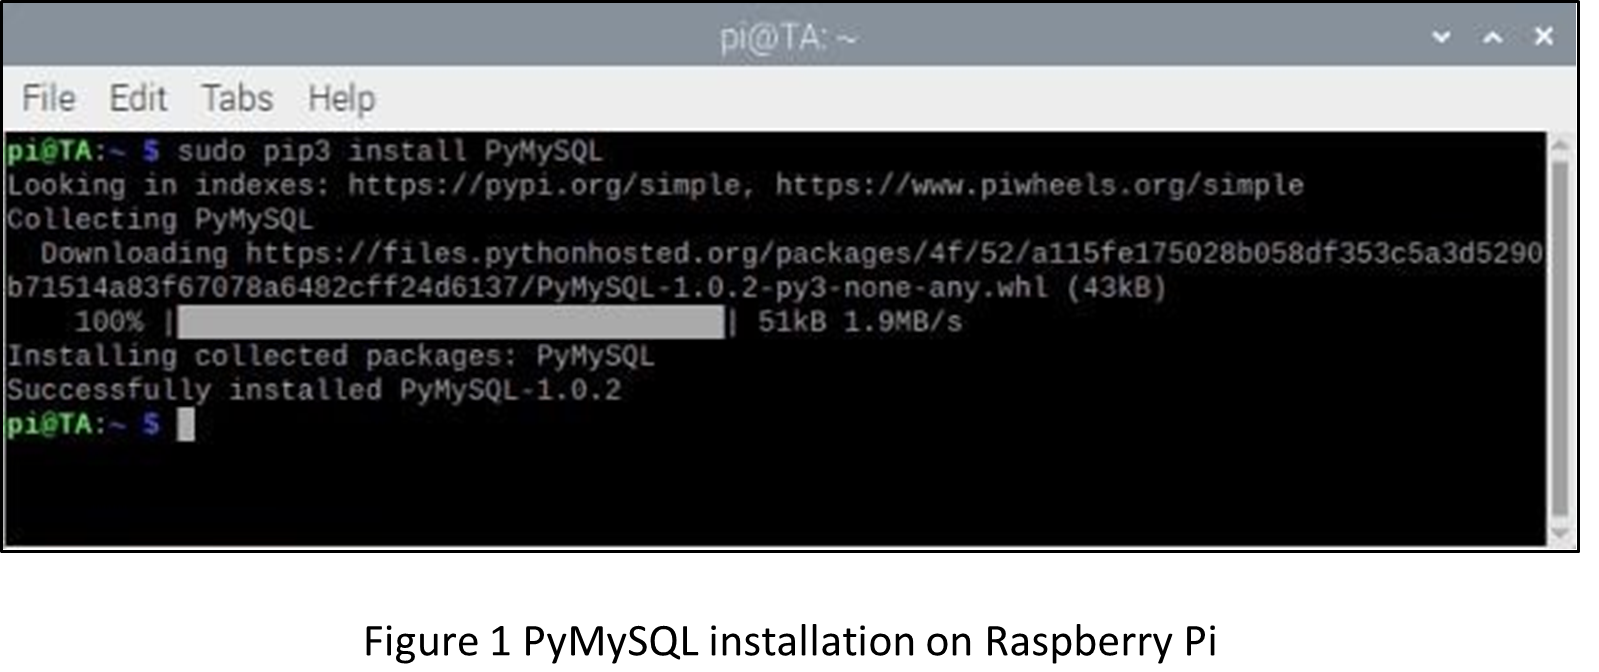 pi@TA: ~
File Edit Tabs Help
pi@TA:~ $ sudo pip3 install PyMySQL
Looking in indexes: https://pypi.org/simple, https://www.piwheels.org/simple
Collecting PyMySQL
  Downloading https://files.pythonhosted.org/packages/4f/52/a115fe175028b058df353c5a3d5290
b71514a83f67078a6482cff24d6137/PyMySQL-1.0.2-py3-none-any.whl (43kB)
    100% |████████████████████████████████| 51kB 1.9MB/s
Installing collected packages: PyMySQL
Successfully installed PyMySQL-1.0.2
pi@TA:~ $
Figure 1 PyMySQL installation on Raspberry Pi